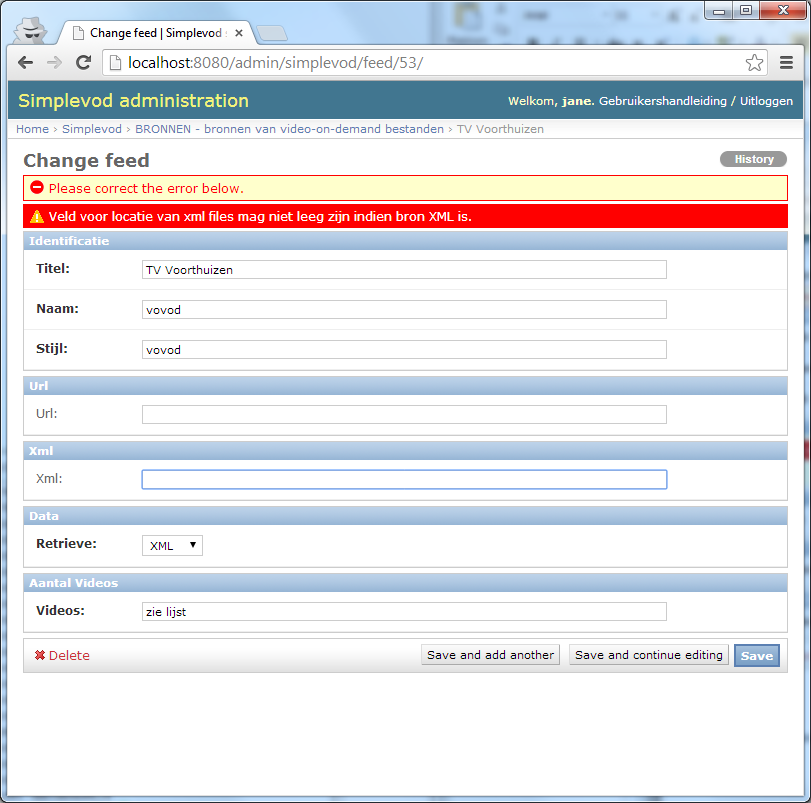 Change feed | Simplevod s
localhost:8080/admin/simplevod/feed/53/
Simplevod administration
Welkom, jane. Gebruikershandleiding / Uitloggen
Home › Simplevod › BRONNEN - bronnen van video-on-demand bestanden › TV Voorthuizen
Change feed
History
Please correct the error below.
Veld voor locatie van xml files mag niet leeg zijn indien bron XML is.
Identificatie
Titel: TV Voorthuizen
Naam: vovod
Stijl: vovod
Url
Url:
Xml
Xml:
Data
Retrieve: XML
Aantal Videos
Videos: zie lijst
Delete
Save and add another
Save and continue editing
Save